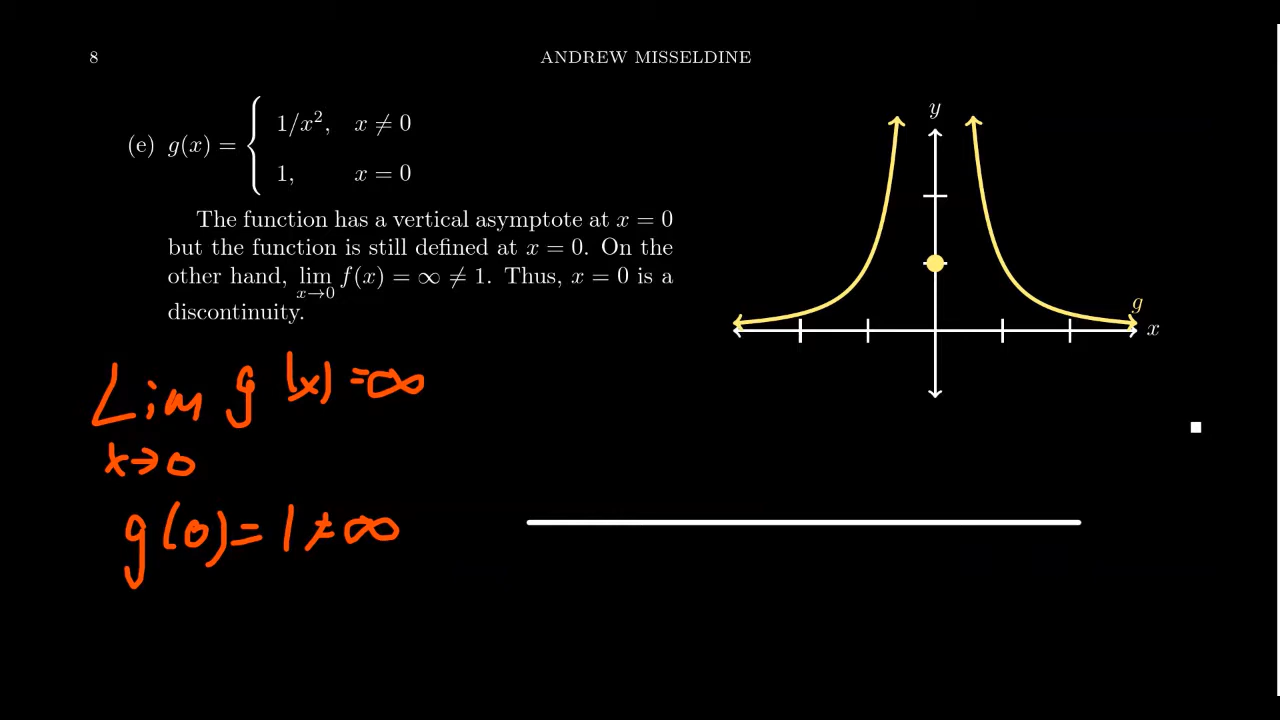 8 ANDREW MISSELDINE
(e) g(x) = { 1/x², x ≠ 0
1, x = 0
The function has a vertical asymptote at x = 0
but the function is still defined at x = 0. On the
other hand, lim f(x) = ∞ ≠ 1. Thus, x = 0 is a
x→0
discontinuity.
y
g
x
Lim g(x) = ∞
x→0
g(0) = 1 ≠ ∞